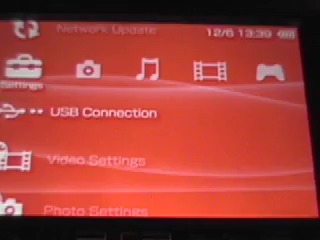 Network Update
12/6 13:39
Settings
USB Connection
Video Settings
Photo Settings